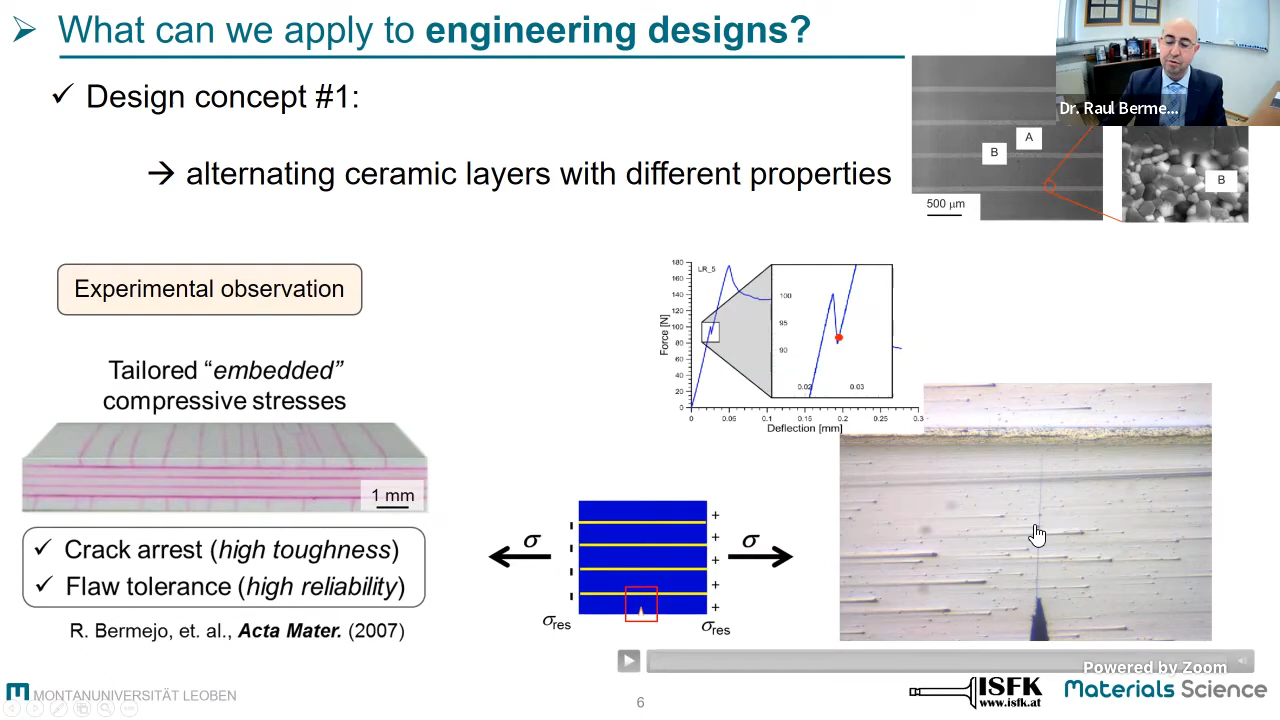 What can we apply to engineering designs?
Design concept #1:
→ alternating ceramic layers with different properties
Dr. Raul Berme...
A
B
B
500 µm
Experimental observation
Tailored “embedded”
compressive stresses
1 mm
✓ Crack arrest (high toughness)
✓ Flaw tolerance (high reliability)
R. Bermejo, et. al., Acta Mater. (2007)
LR_5
Force [N]
180
160
140
120
100
80
60
40
20
0
0
0.05
0.1
0.15
0.2
0.25
0.3
Deflection [mm]
100
95
90
0.02
0.03
σ
σ
- + 
- +
- +
- +
+
σres
σres
Powered by Zoom
MONTANUNIVERSITÄT LEOBEN
6
ISFK
www.isfk.at
Materials Science